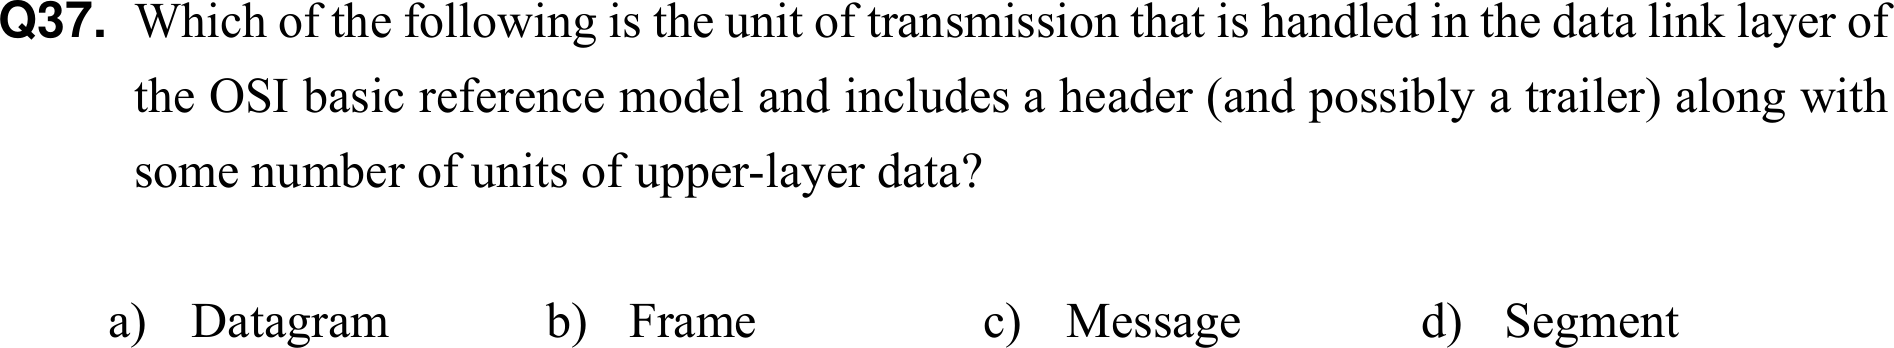 Q37. Which of the following is the unit of transmission that is handled in the data link layer of
the OSI basic reference model and includes a header (and possibly a trailer) along with
some number of units of upper-layer data?
a) Datagram b) Frame c) Message d) Segment